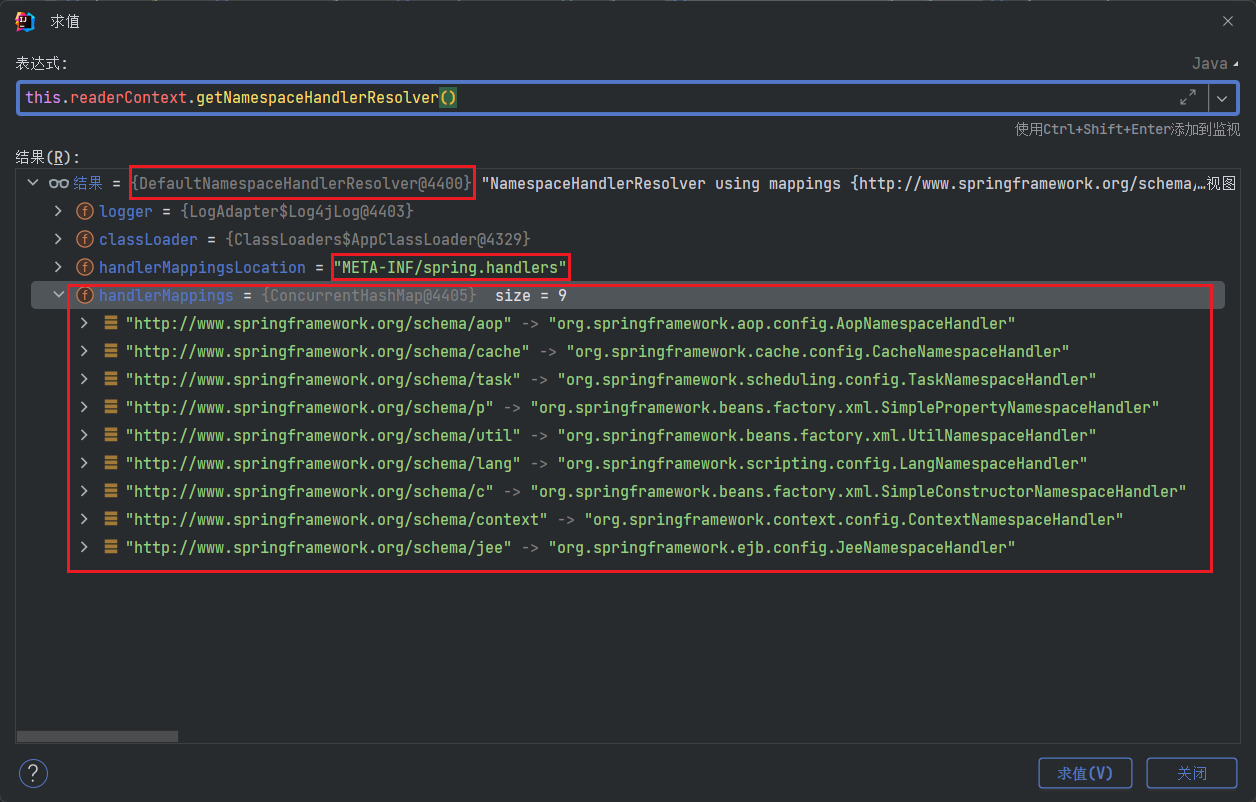 求值
表达式:
Java
this.readerContext.getNamespaceHandlerResolver()
使用Ctrl+Shift+Enter添加到监视
结果(R):
结果 = {DefaultNamespaceHandlerResolver@4400} "NamespaceHandlerResolver using mappings {http://www.springframework.org/schema/,…视图
f logger = {LogAdapter$Log4jLog@4403}
f classLoader = {ClassLoaders$AppClassLoader@4329}
f handlerMappingsLocation = "META-INF/spring.handlers"
f handlerMappings = {ConcurrentHashMap@4405} size = 9
"http://www.springframework.org/schema/aop" -> "org.springframework.aop.config.AopNamespaceHandler"
"http://www.springframework.org/schema/cache" -> "org.springframework.cache.config.CacheNamespaceHandler"
"http://www.springframework.org/schema/task" -> "org.springframework.scheduling.config.TaskNamespaceHandler"
"http://www.springframework.org/schema/p" -> "org.springframework.beans.factory.xml.SimplePropertyNamespaceHandler"
"http://www.springframework.org/schema/util" -> "org.springframework.beans.factory.xml.UtilNamespaceHandler"
"http://www.springframework.org/schema/lang" -> "org.springframework.scripting.config.LangNamespaceHandler"
"http://www.springframework.org/schema/c" -> "org.springframework.beans.factory.xml.SimpleConstructorNamespaceHandler"
"http://www.springframework.org/schema/context" -> "org.springframework.context.config.ContextNamespaceHandler"
"http://www.springframework.org/schema/jee" -> "org.springframework.ejb.config.JeeNamespaceHandler"
?
求值(V)
关闭